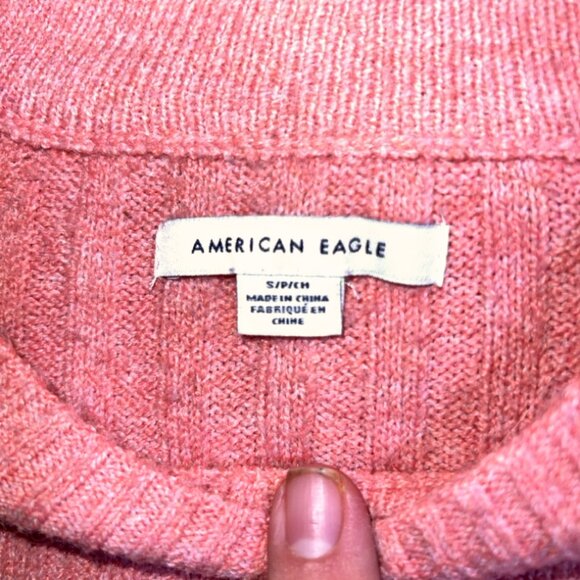 AMERICAN EAGLE
S/P/CH
MADE IN CHINA
FABRIQUÉ EN
CHINE